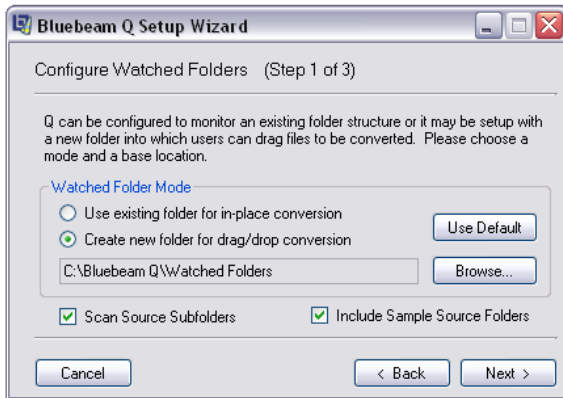 Bluebeam Q Setup Wizard
Configure Watched Folders (Step 1 of 3)
Q can be configured to monitor an existing folder structure or it may be setup with
a new folder into which users can drag files to be converted. Please choose a
mode and a base location.
Watched Folder Mode
Use existing folder for in-place conversion
Create new folder for drag/drop conversion
Use Default
C:\Bluebeam Q\Watched Folders
Browse...
Scan Source Subfolders
Include Sample Source Folders
Cancel
< Back
Next >